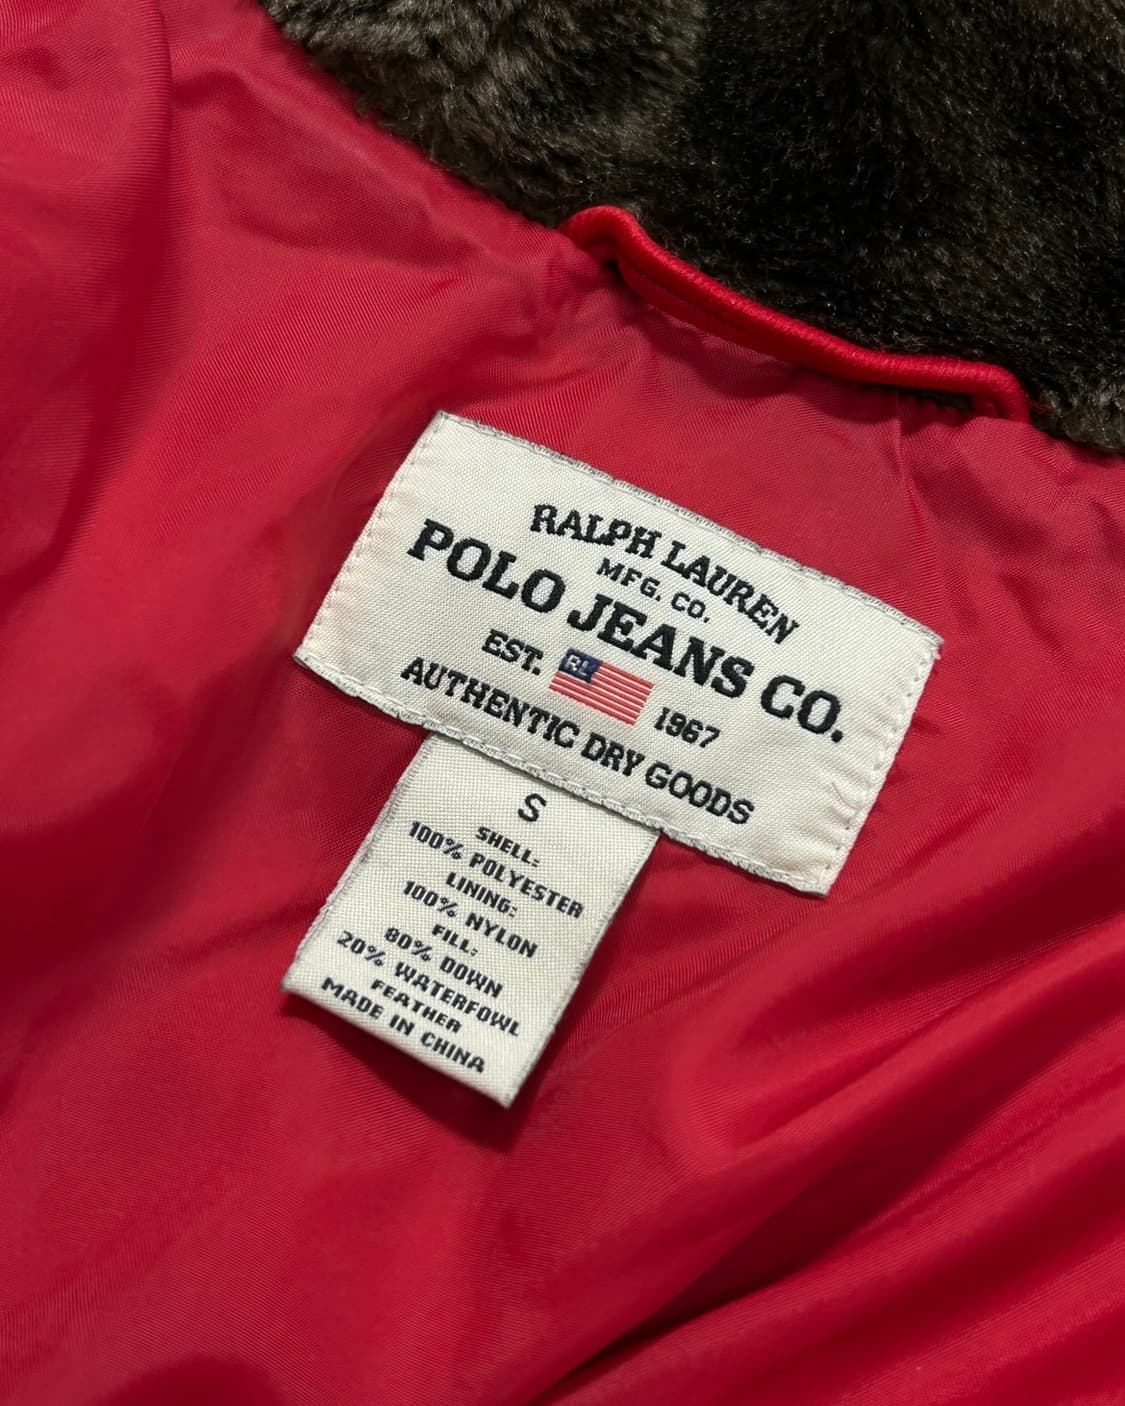 RALPH LAUREN
MFG. CO.
POLO JEANS CO.
EST. RL 1967
AUTHENTIC DRY GOODS
S
SHELL:
100% POLYESTER
LINING:
100% NYLON
FILL:
80% DOWN
20% WATERFOWL
FEATHER
MADE IN CHINA